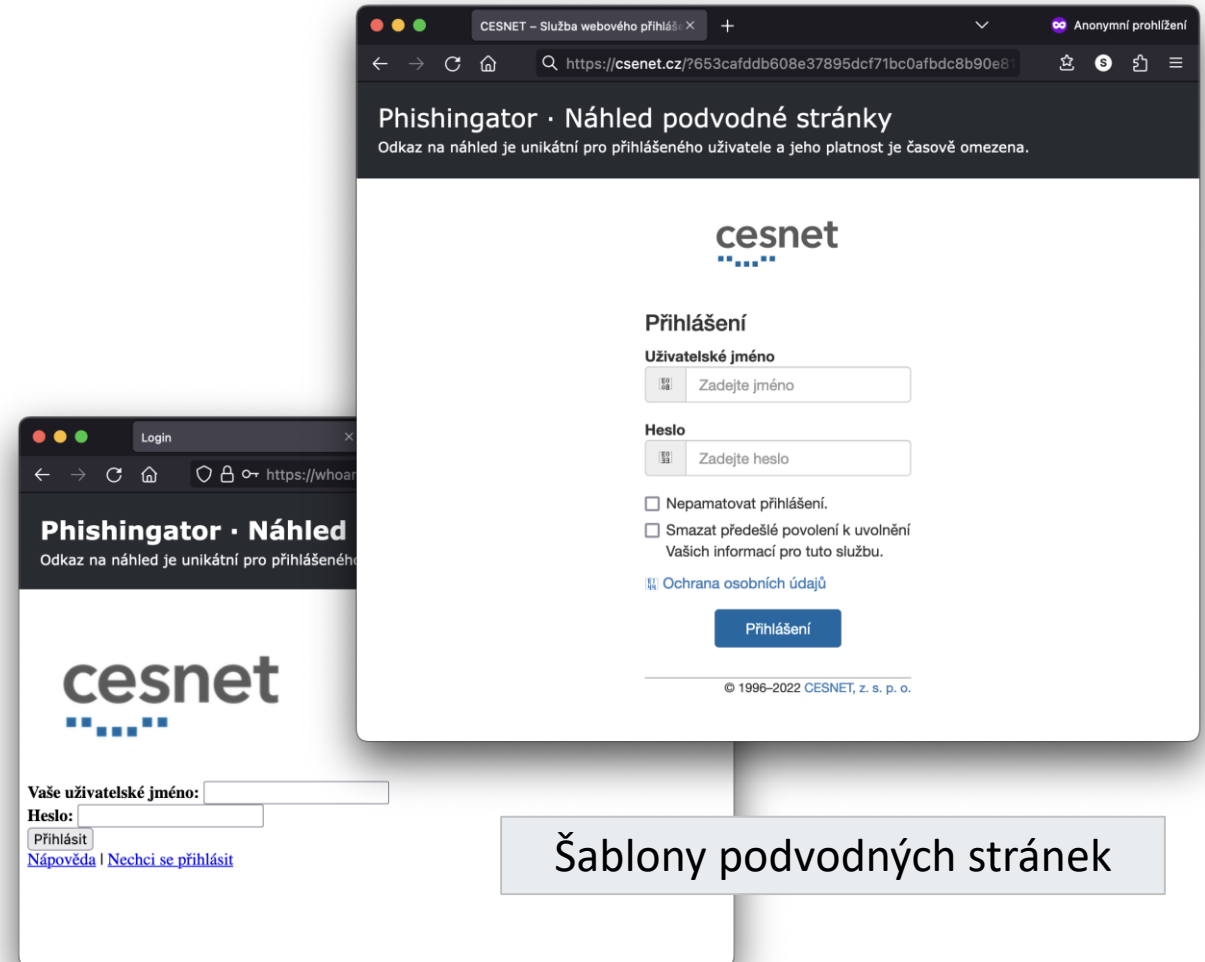 CESNET – Služba webového přihláše
Anonymní prohlížení
https://csenet.cz/?653cafddb608e37895dcf71bc0afbdc8b90e81
S
Phishingator · Náhled podvodné stránky
Odkaz na náhled je unikátní pro přihlášeného uživatele a jeho platnost je časově omezena.
cesnet
Přihlášení
Uživatelské jméno
Zadejte jméno
Heslo
Zadejte heslo
Nepamatovat přihlášení.
Smazat předešlé povolení k uvolnění
Vašich informací pro tuto službu.
Ochrana osobních údajů
Přihlášení
© 1996–2022 CESNET, z. s. p. o.
Login
https://whoar
Phishingator · Náhled
Odkaz na náhled je unikátní pro přihlášeného
cesnet
Vaše uživatelské jméno:
Heslo:
Přihlásit
Nápověda | Nechci se přihlásit
Šablony podvodných stránek